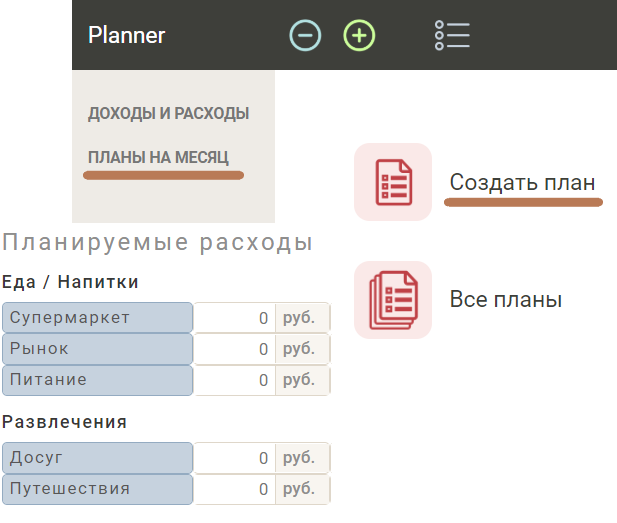 Planner
ДОХОДЫ И РАСХОДЫ
ПЛАНЫ НА МЕСЯЦ
Создать план
Все планы
Планируемые расходы
Еда / Напитки
Супермаркет 0 руб.
Рынок 0 руб.
Питание 0 руб.
Развлечения
Досуг 0 руб.
Путешествия 0 руб.